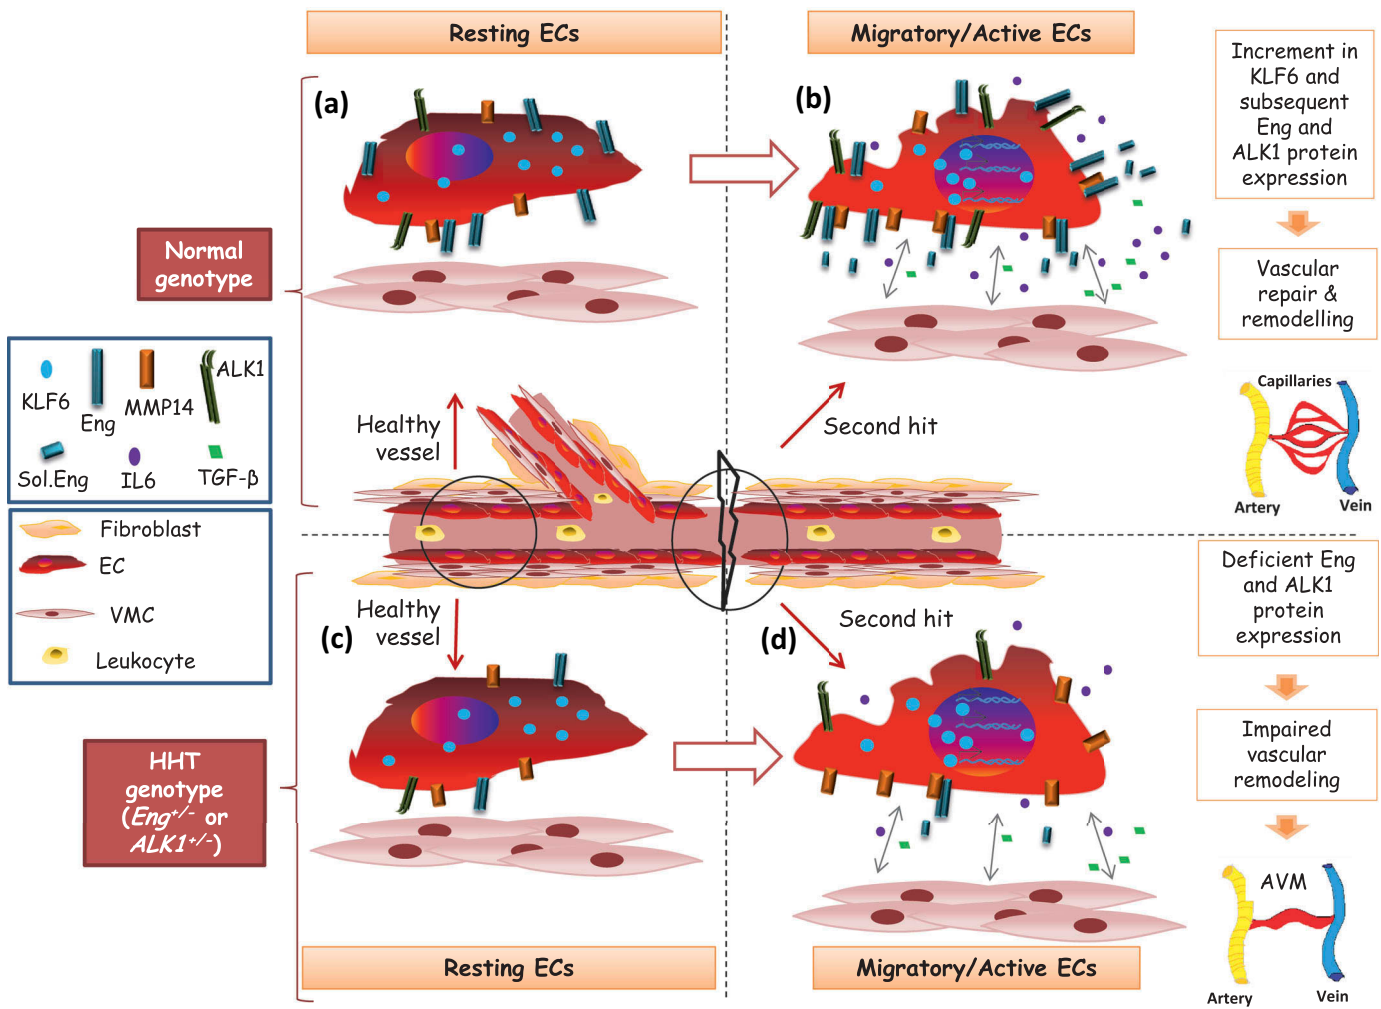 Resting ECs
Migratory/Active ECs
(a)
(b)
Increment in
KLF6 and
subsequent
Eng and
ALK1 protein
expression
Normal
genotype
Vascular
repair &
remodelling
KLF6
Eng
MMP14
ALK1
Sol.Eng
IL6
TGF-β
Healthy
vessel
Second hit
Capillaries
Artery
Vein
Fibroblast
EC
VMC
Leukocyte
Healthy
vessel
Second hit
(c)
(d)
Deficient Eng
and ALK1
protein
expression
HHT
genotype
(Eng+/- or
ALK1+/-)
Impaired
vascular
remodeling
AVM
Artery
Vein
Resting ECs
Migratory/Active ECs